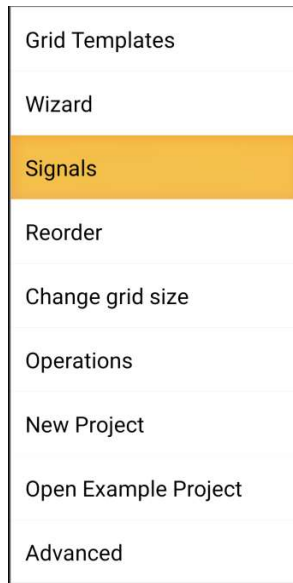 Grid Templates
Wizard
Signals
Reorder
Change grid size
Operations
New Project
Open Example Project
Advanced